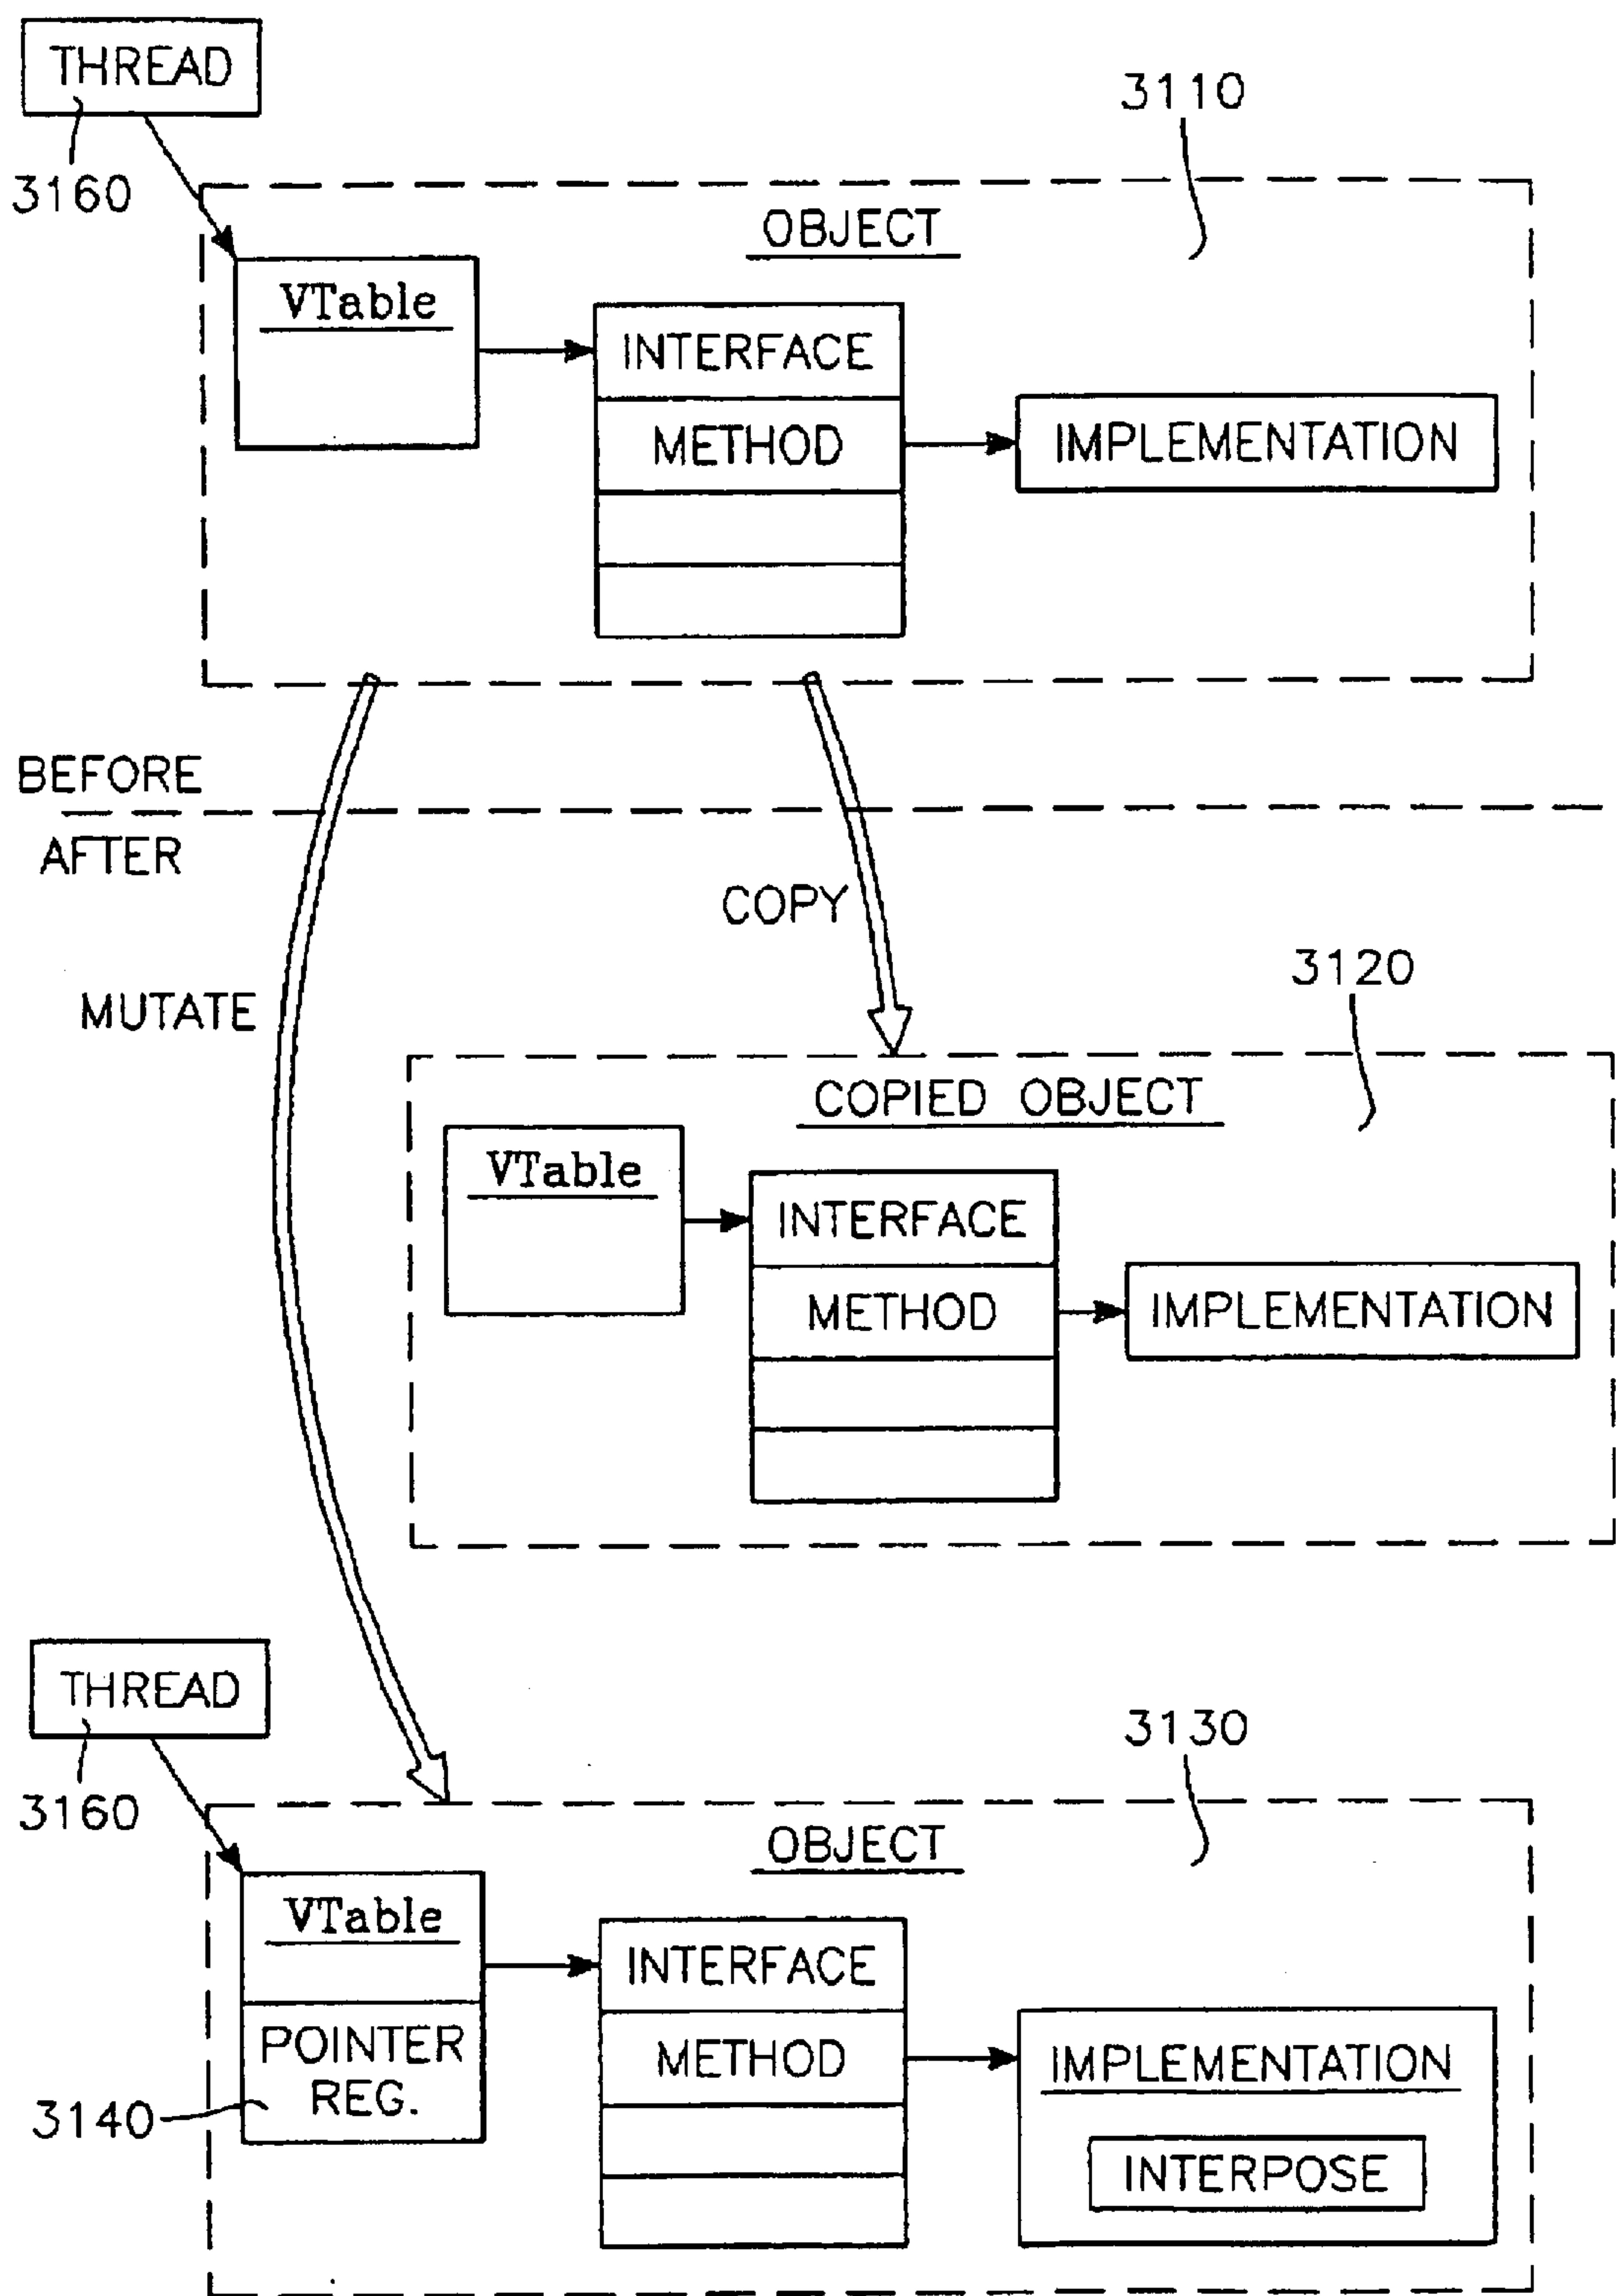 THREAD
3110
3160
OBJECT
VTable
INTERFACE
METHOD
IMPLEMENTATION
BEFORE
AFTER
COPY
MUTATE
3120
COPIED OBJECT
VTable
INTERFACE
METHOD
IMPLEMENTATION
THREAD
3160
3130
OBJECT
VTable
INTERFACE
POINTER
REG.
METHOD
IMPLEMENTATION
3140
INTERPOSE